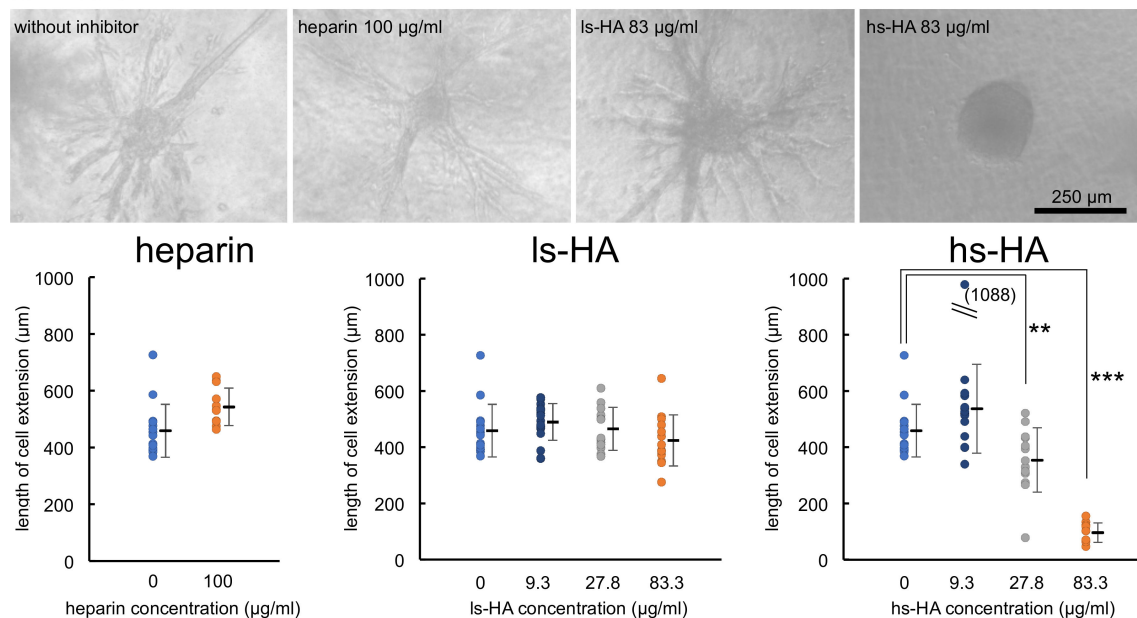 without inhibitor
heparin 100 µg/ml
ls-HA 83 µg/ml
hs-HA 83 µg/ml
250 µm
heparin
ls-HA
hs-HA
length of cell extension (µm)
1000
800
600
400
200
0
0
100
heparin concentration (µg/ml)
length of cell extension (µm)
1000
800
600
400
200
0
0
9.3
27.8
83.3
ls-HA concentration (µg/ml)
length of cell extension (µm)
1000
800
600
400
200
0
(1088)
**
***
0
9.3
27.8
83.3
hs-HA concentration (µg/ml)